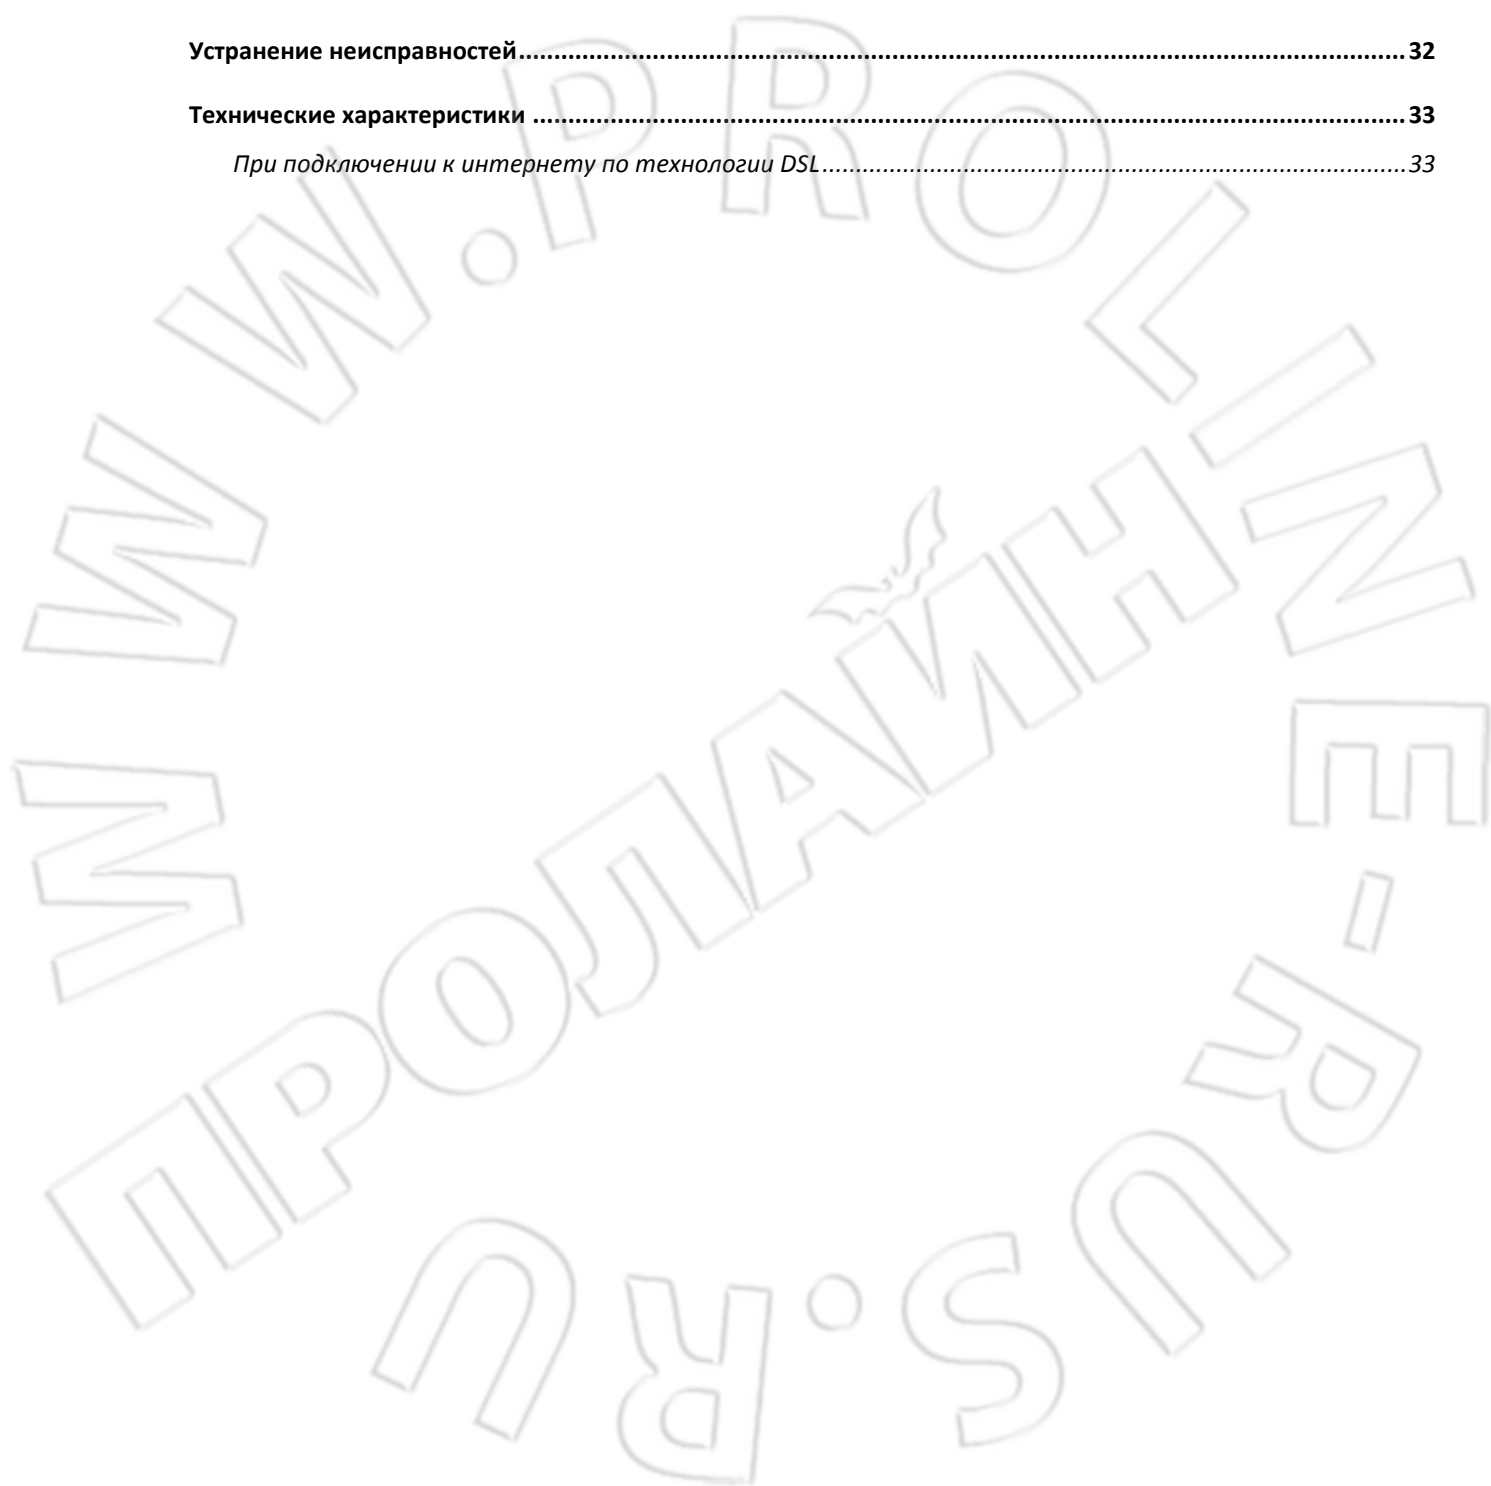 Устранение неисправностей........................................................32
Технические характеристики........................................................33
При подключении к интернету по технологии DSL........................................................33
WWW.PROLINE-RUS.RU
ПРОЛАЙН